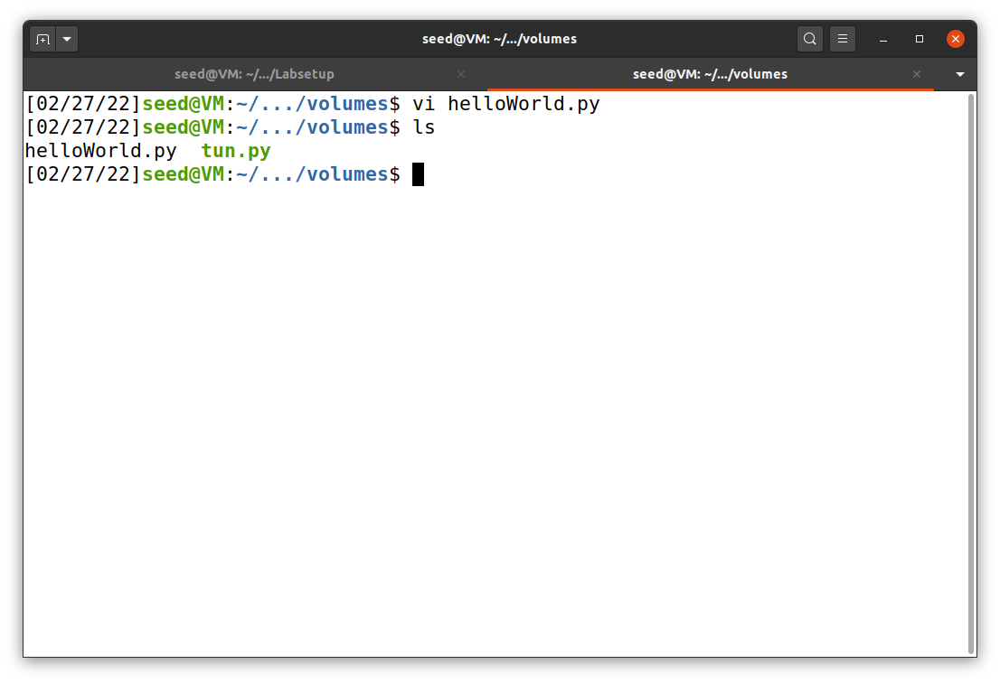 seed@VM: ~/.../volumes
seed@VM: ~/.../Labsetup
seed@VM: ~/.../volumes
[02/27/22]seed@VM:~/.../volumes$ vi helloWorld.py
[02/27/22]seed@VM:~/.../volumes$ ls
helloWorld.py  tun.py
[02/27/22]seed@VM:~/.../volumes$